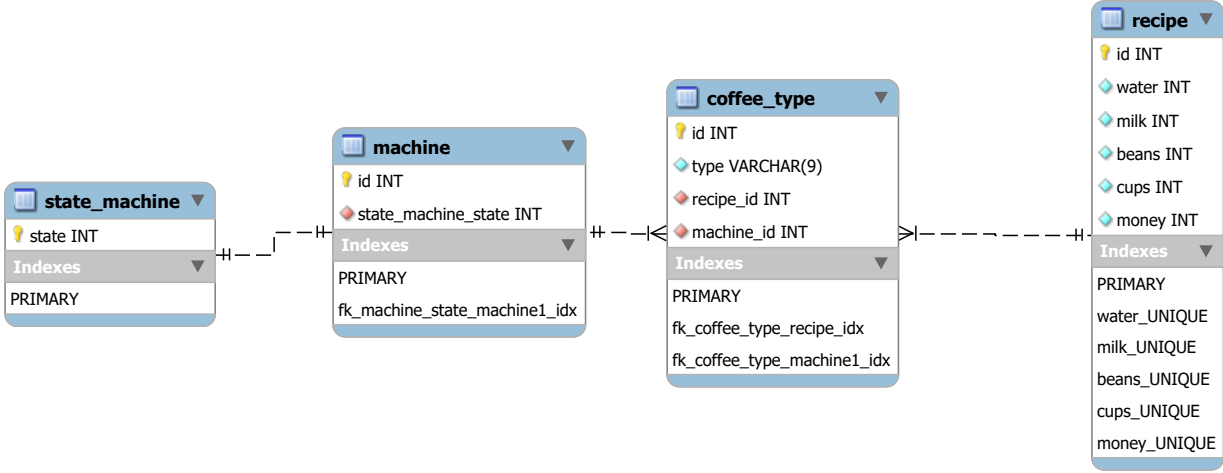 state_machine
state INT
Indexes
PRIMARY
machine
id INT
state_machine_state INT
Indexes
PRIMARY
fk_machine_state_machine1_idx
coffee_type
id INT
type VARCHAR(9)
recipe_id INT
machine_id INT
Indexes
PRIMARY
fk_coffee_type_recipe_idx
fk_coffee_type_machine1_idx
recipe
id INT
water INT
milk INT
beans INT
cups INT
money INT
Indexes
PRIMARY
water_UNIQUE
milk_UNIQUE
beans_UNIQUE
cups_UNIQUE
money_UNIQUE